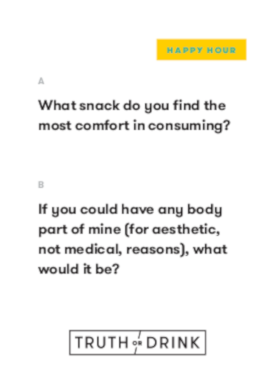 HAPPY HOUR
A
What snack do you find the
most comfort in consuming?
B
If you could have any body
part of mine (for aesthetic,
not medical, reasons), what
would it be?
TRUTH OR DRINK